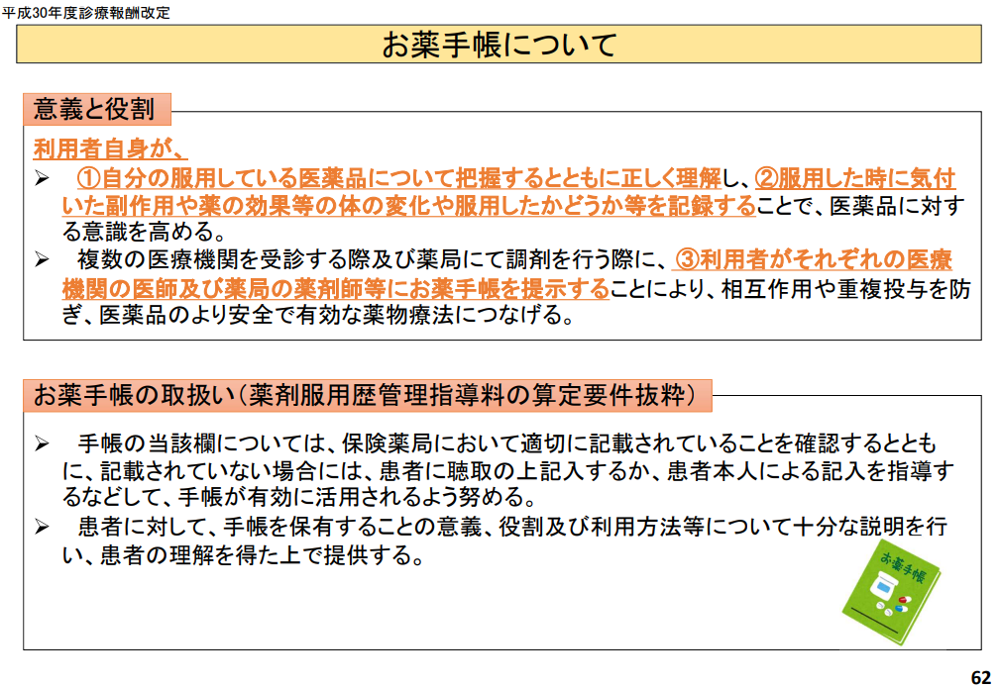 平成30年度診療報酬改定
お薬手帳について
意義と役割
利用者自身が、
➢ ①自分の服用している医薬品について把握するとともに正しく理解し、②服用した時に気付
いた副作用や薬の効果等の体の変化や服用したかどうか等を記録することで、医薬品に対す
る意識を高める。
➢ 複数の医療機関を受診する際及び薬局にて調剤を行う際に、③利用者がそれぞれの医療
機関の医師及び薬局の薬剤師等にお薬手帳を提示することにより、相互作用や重複投与を防
ぎ、医薬品のより安全で有効な薬物療法につなげる。
お薬手帳の取扱い（薬剤服用歴管理指導料の算定要件抜粋）
➢ 手帳の当該欄については、保険薬局において適切に記載されていることを確認するととも
に、記載されていない場合には、患者に聴取の上記入するか、患者本人による記入を指導す
るなどして、手帳が有効に活用されるよう努める。
➢ 患者に対して、手帳を保有することの意義、役割及び利用方法等について十分な説明を行
い、患者の理解を得た上で提供する。
お薬手帳
62